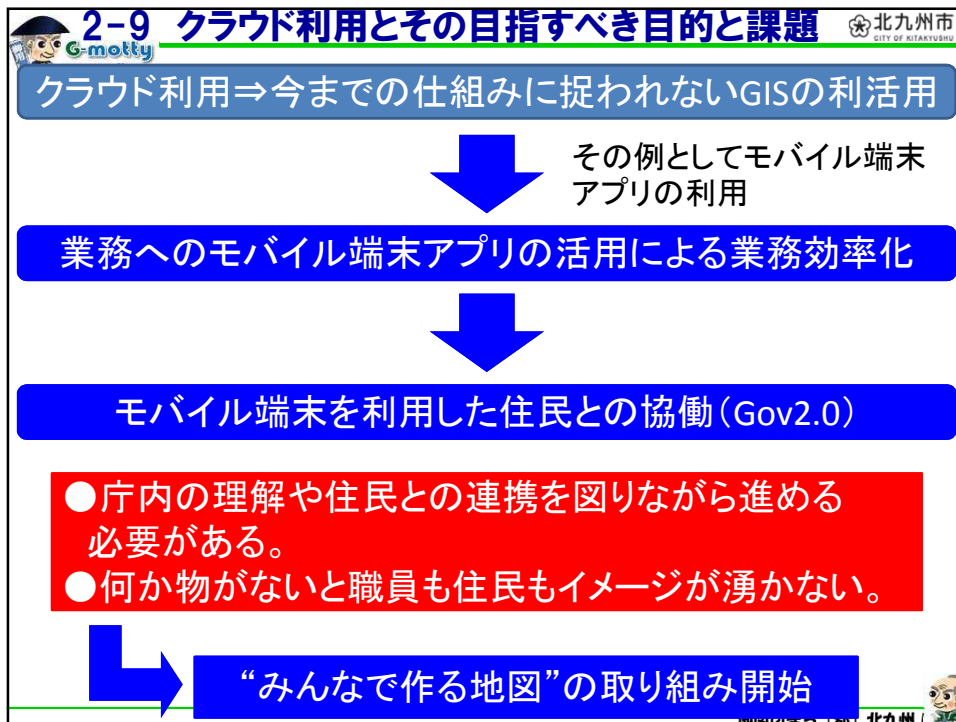 2-9 クラウド利用とその目指すべき目的と課題
北九州市
CITY OF KITAKYUSHU
G-motty
クラウド利用⇒今までの仕組みに捉われないGISの利活用
その例としてモバイル端末
アプリの利用
業務へのモバイル端末アプリの活用による業務効率化
モバイル端末を利用した住民との協働（Gov2.0）
●庁内の理解や住民との連携を図りながら進める
必要がある。
●何か物がないと職員も住民もイメージが湧かない。
“みんなで作る地図”の取り組み開始
北九州